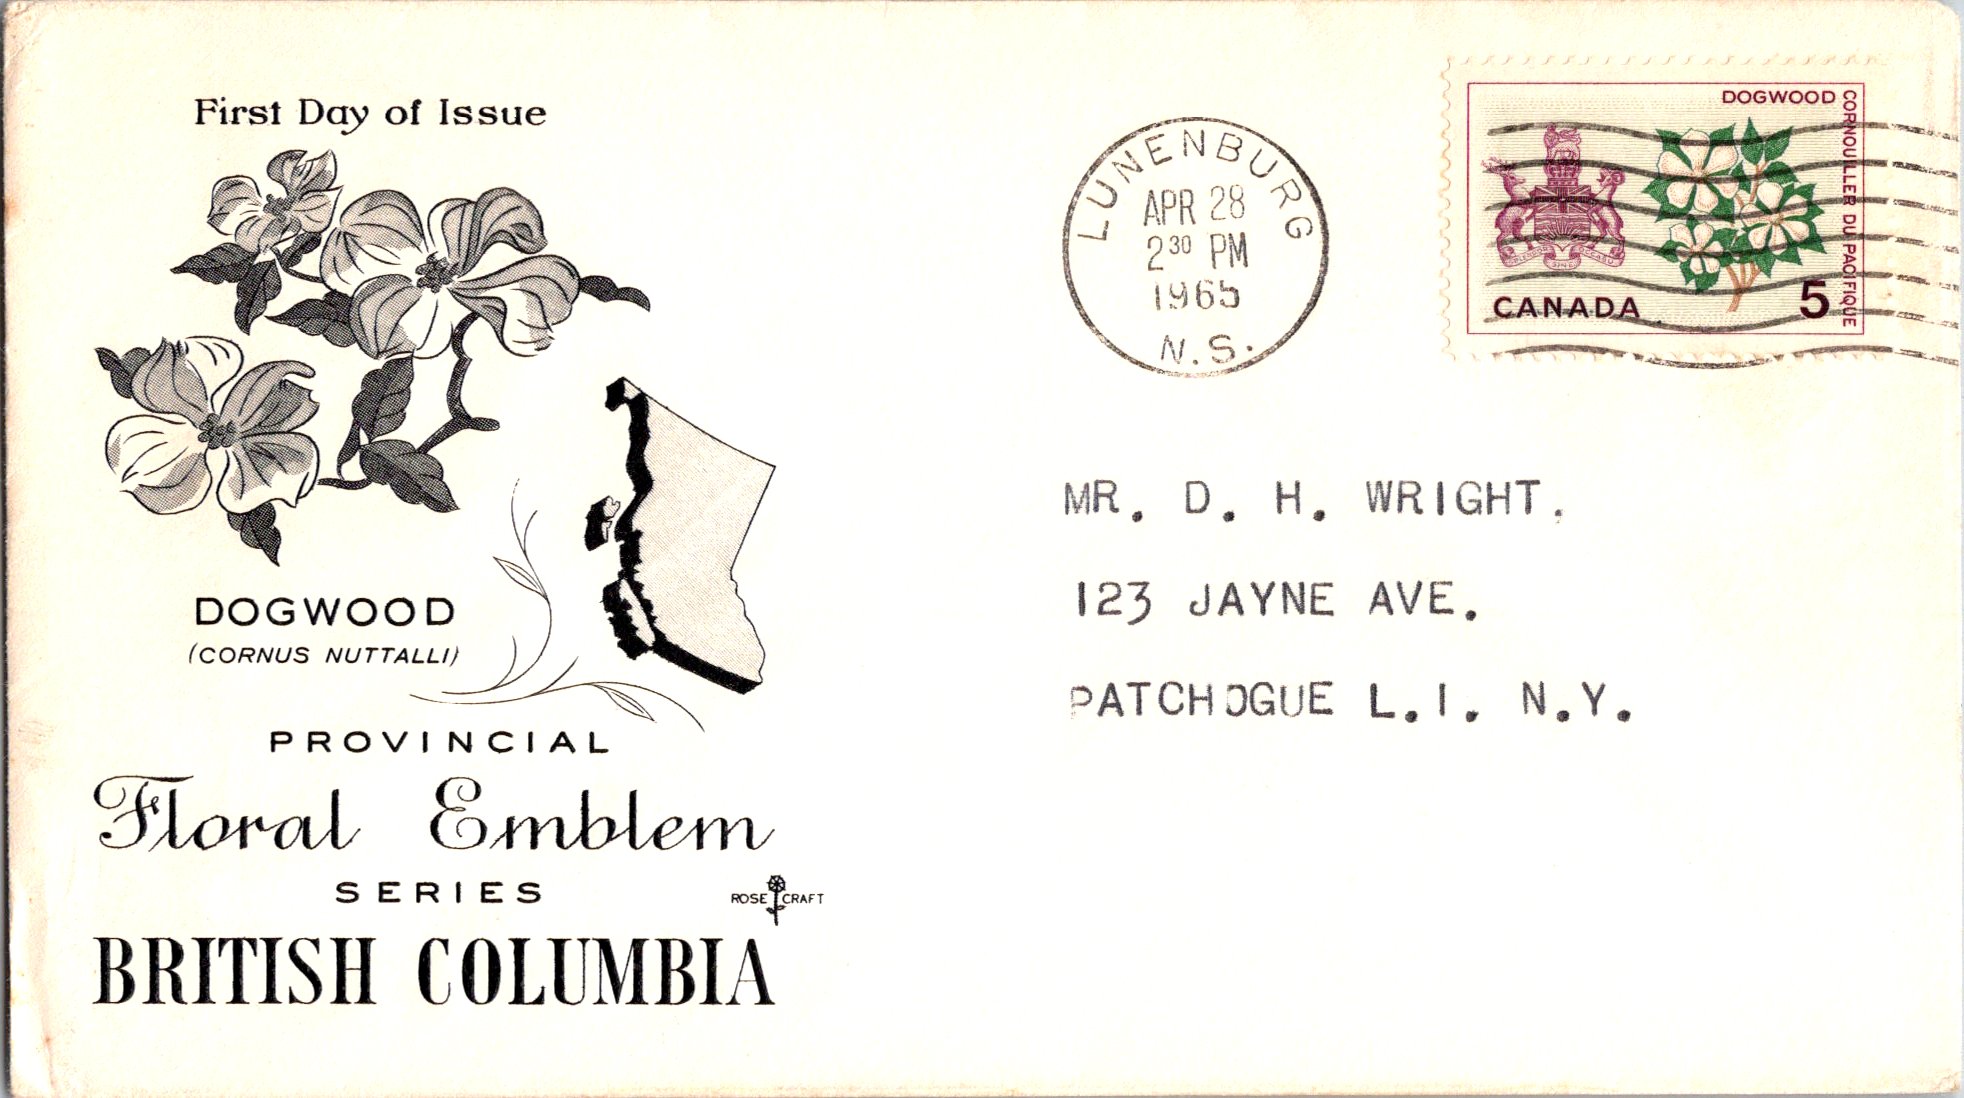 First Day of Issue
DOGWOOD
(CORNUS NUTTALLI)
PROVINCIAL
Floral Emblem
SERIES
ROSE CRAFT
BRITISH COLUMBIA
LUNENBURG
APR 28
2 30 PM
1965
N.S.
DOGWOOD
CORNOUILLER DU PACIFIQUE
CANADA
5
MR. D. H. WRIGHT.
123 JAYNE AVE.
PATCHOGUE L.I. N.Y.